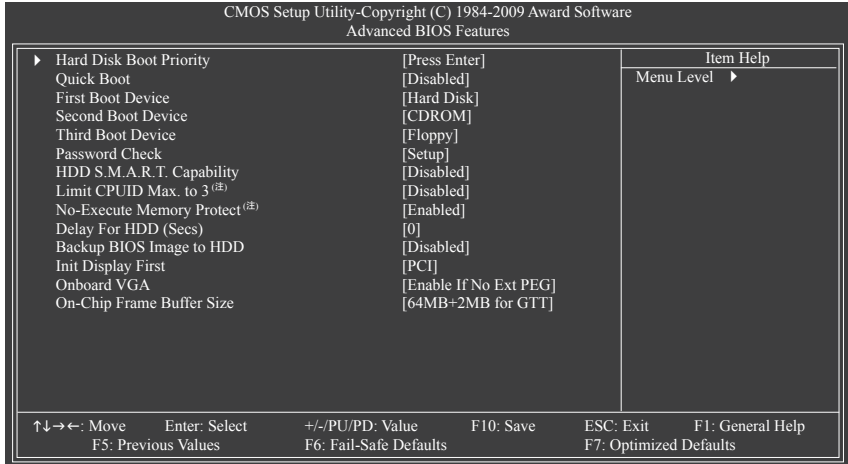 CMOS Setup Utility-Copyright (C) 1984-2009 Award Software
Advanced BIOS Features
▶ Hard Disk Boot Priority [Press Enter] Item Help
Quick Boot [Disabled] Menu Level ▶
First Boot Device [Hard Disk]
Second Boot Device [CDROM]
Third Boot Device [Floppy]
Password Check [Setup]
HDD S.M.A.R.T. Capability [Disabled]
Limit CPUID Max. to 3 (注) [Disabled]
No-Execute Memory Protect (注) [Enabled]
Delay For HDD (Secs) [0]
Backup BIOS Image to HDD [Disabled]
Init Display First [PCI]
Onboard VGA [Enable If No Ext PEG]
On-Chip Frame Buffer Size [64MB+2MB for GTT]
↑↓→←: Move Enter: Select +/-/PU/PD: Value F10: Save ESC: Exit F1: General Help
F5: Previous Values F6: Fail-Safe Defaults F7: Optimized Defaults